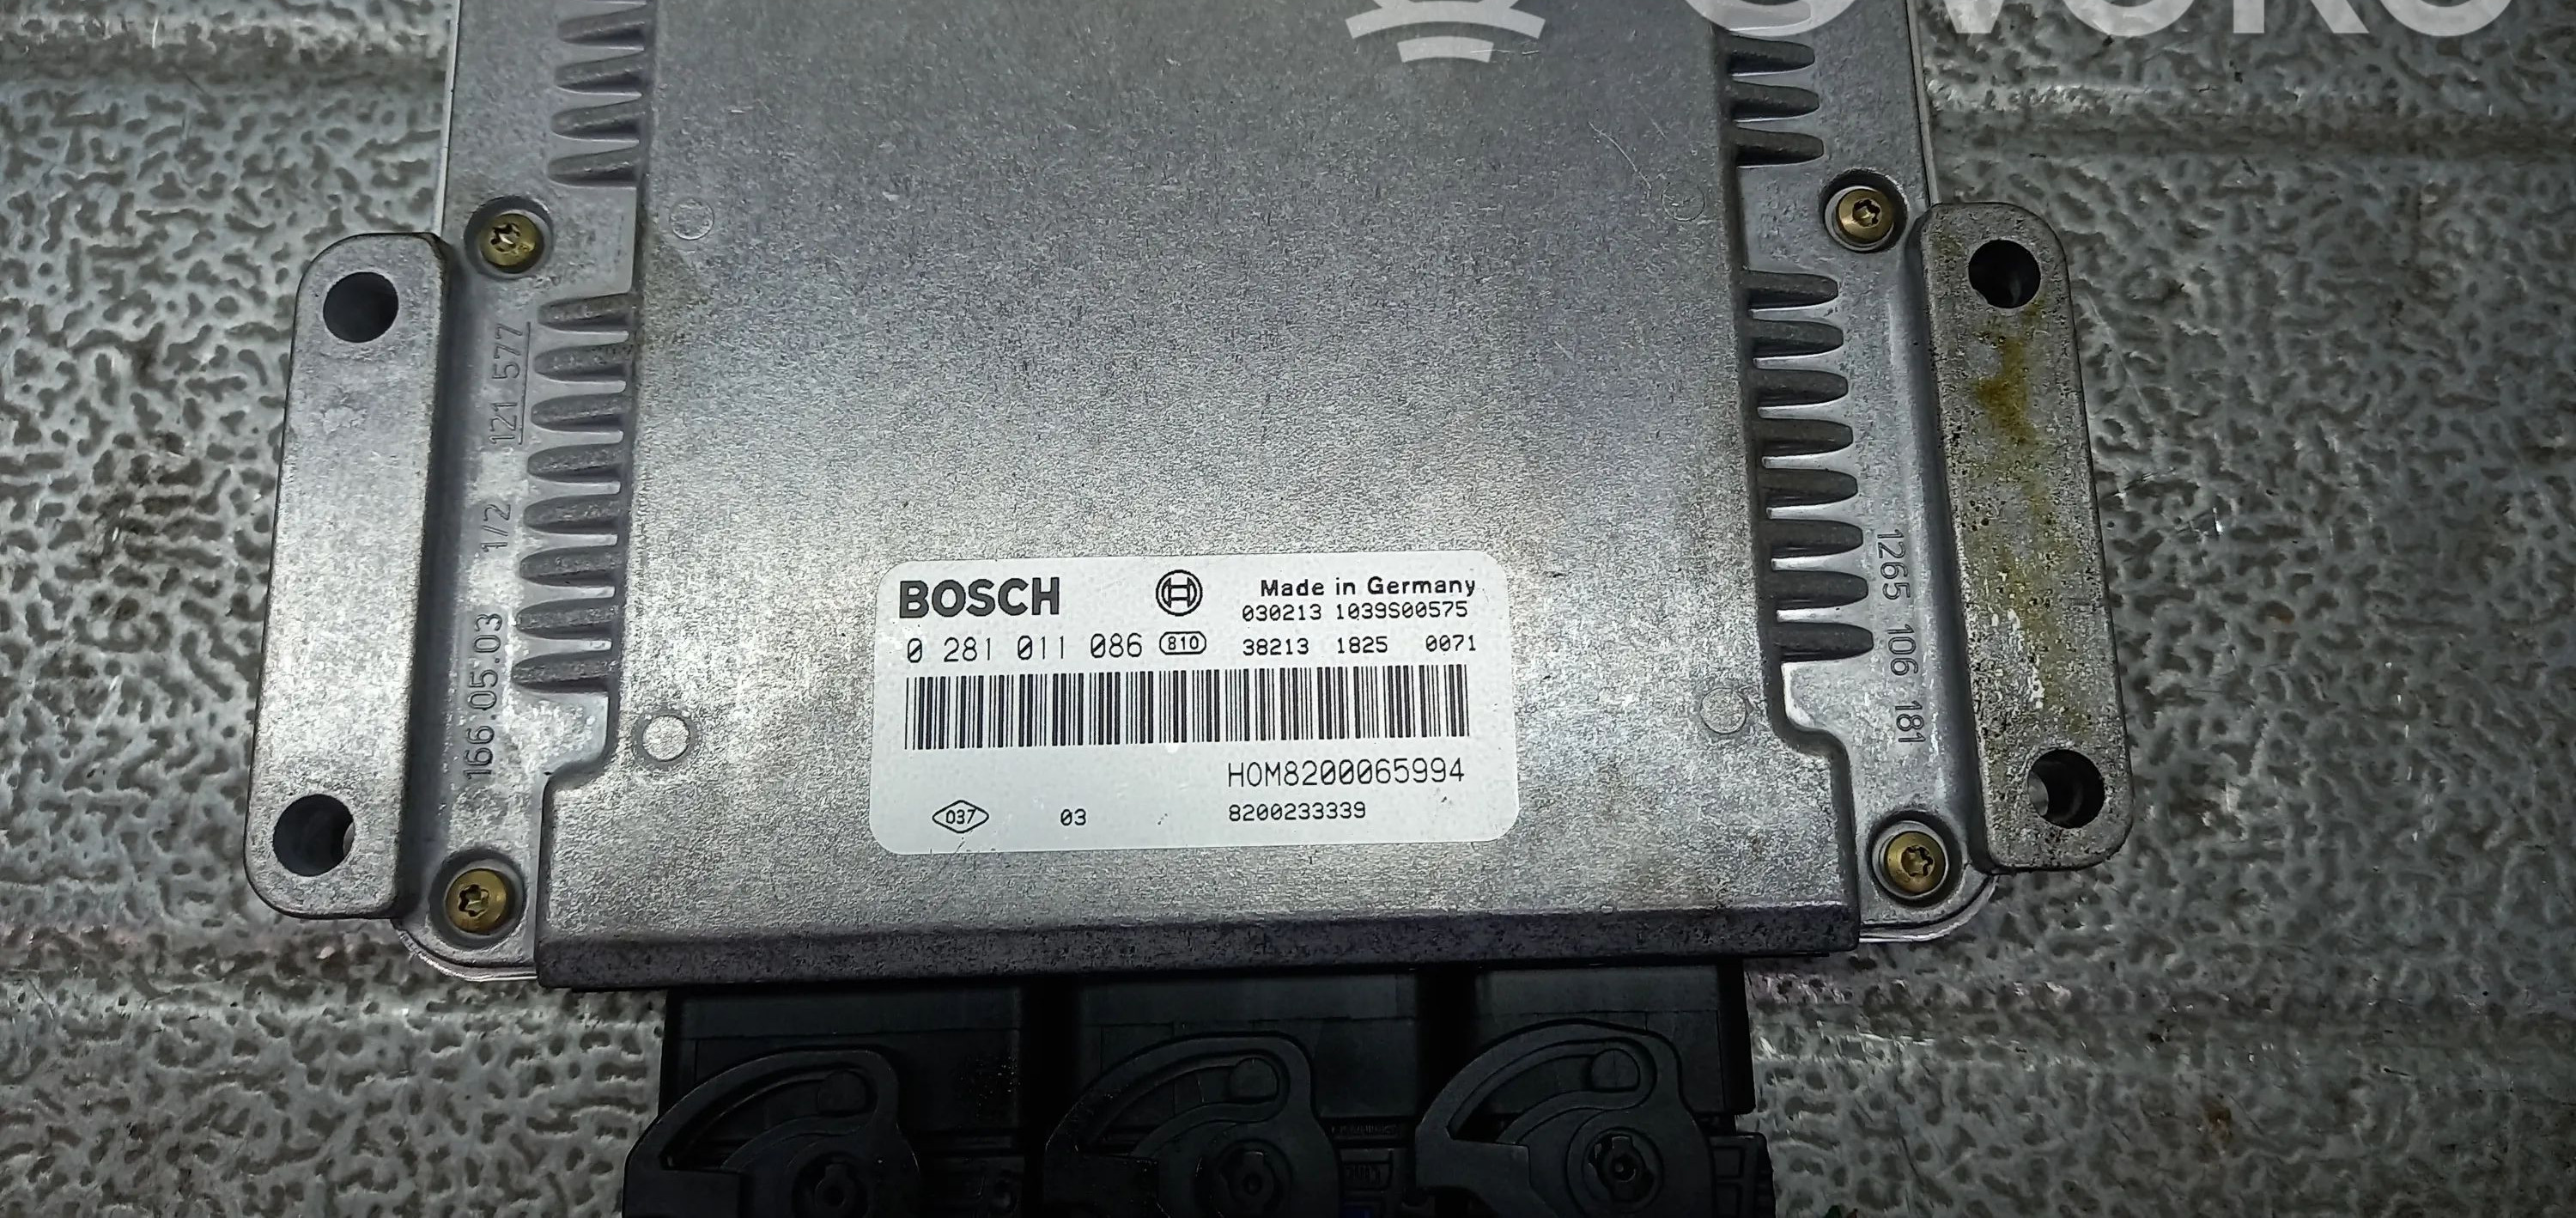 BOSCH
Made in Germany
030213 1039S00575
0 281 011 086 810 38213 1825 0071
HOM8200065994
037 03 8200233339
166.05.03 1/2 121 577
1265 106 181